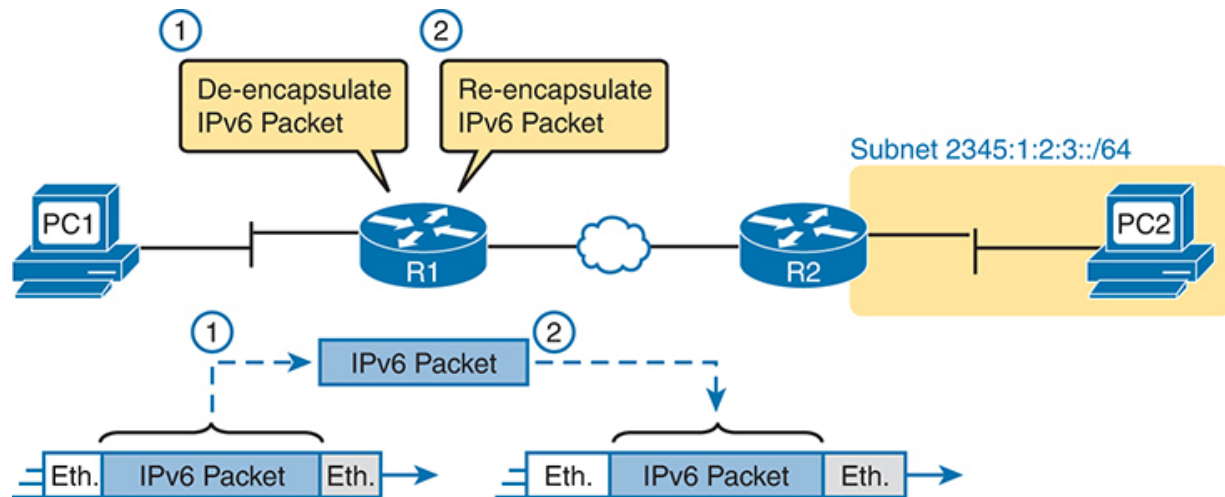 1
2
De-encapsulate
IPv6 Packet
Re-encapsulate
IPv6 Packet
Subnet 2345:1:2:3::/64
PC1
R1
R2
PC2
1
IPv6 Packet
2
Eth.
IPv6 Packet
Eth.
Eth.
IPv6 Packet
Eth.